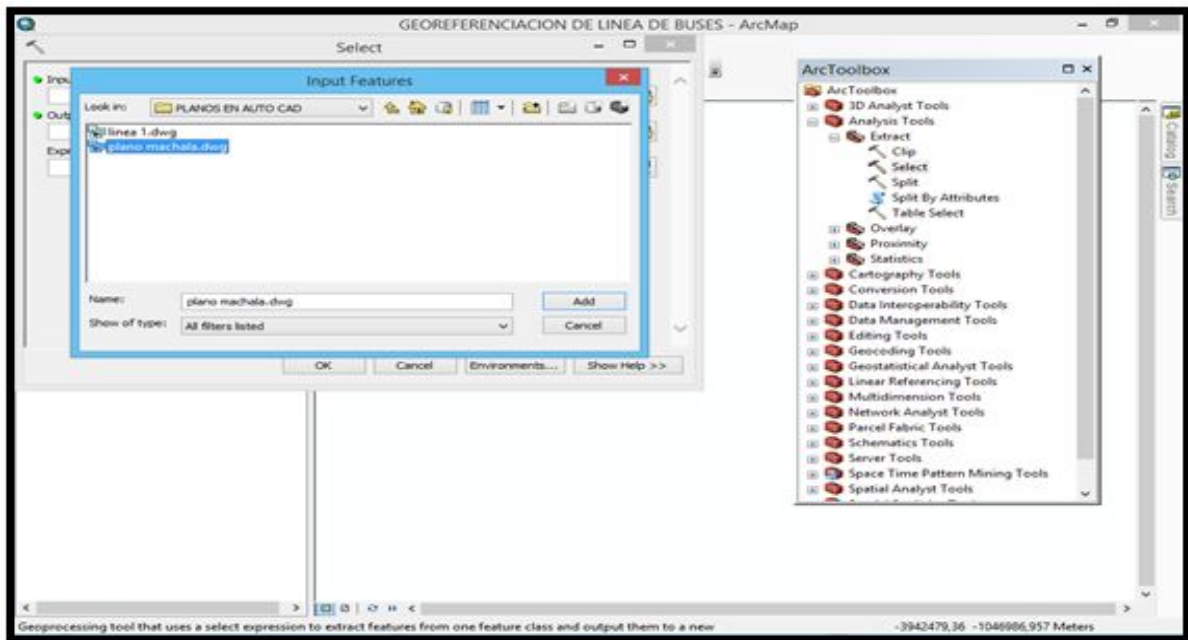 GEOREFERENCIACION DE LINEA DE BUSES - ArcMap
Select
Input Features
Look in: PLANOS EN AUTO CAD
linea 1.dwg
plano machala.dwg
Name: plano machala.dwg
Add
Show of type: All filters listed
Cancel
OK
Cancel
Environments...
Show Help >>
ArcToolbox
ArcToolbox
3D Analyst Tools
Analysis Tools
Extract
Clip
Select
Split
Split By Attributes
Table Select
Overlay
Proximity
Statistics
Cartography Tools
Conversion Tools
Data Interoperability Tools
Data Management Tools
Editing Tools
Geocoding Tools
Geostatistical Analyst Tools
Linear Referencing Tools
Multidimension Tools
Network Analyst Tools
Parcel Fabric Tools
Schematics Tools
Server Tools
Space Time Pattern Mining Tools
Spatial Analyst Tools
Catalog
Search
Geoprocessing tool that uses a select expression to extract features from one feature class and output them to a new
-3942479,36 -1046986,957 Meters